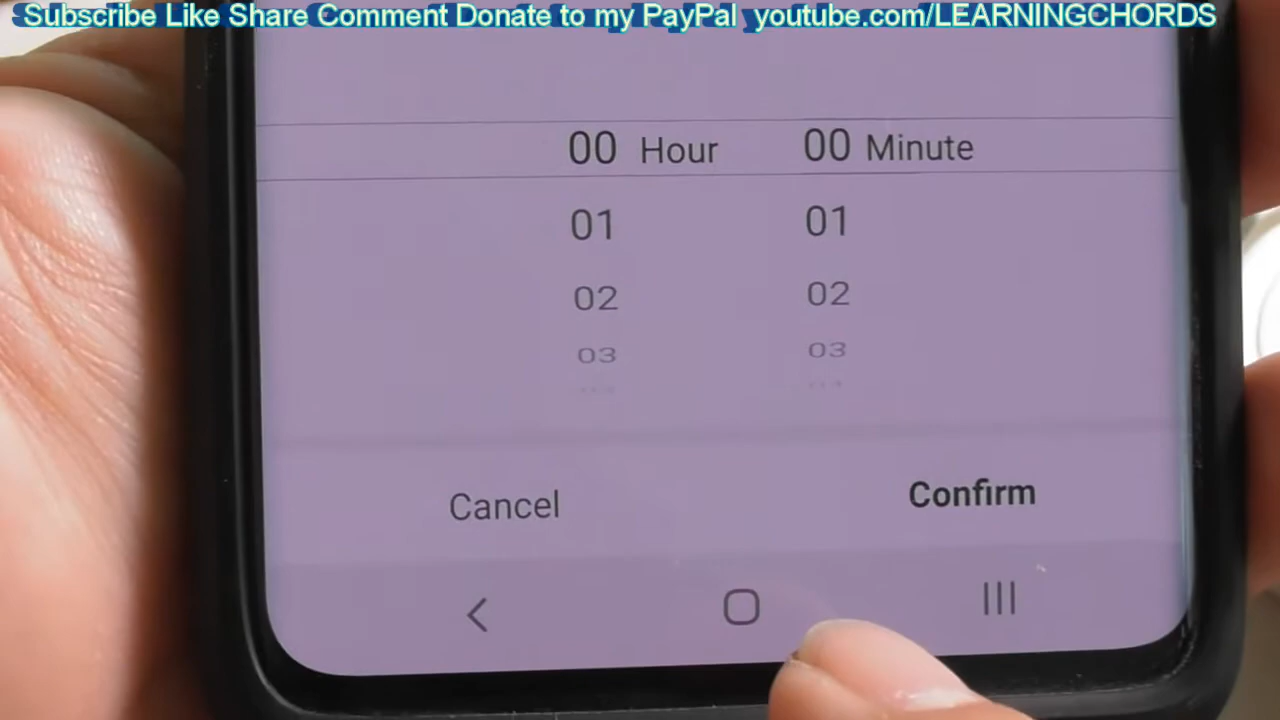 Subscribe Like Share Comment Donate to my PayPal youtube.com/LEARNINGCHORDS
00 Hour 00 Minute
01 01
02 02
03 03
Cancel Confirm